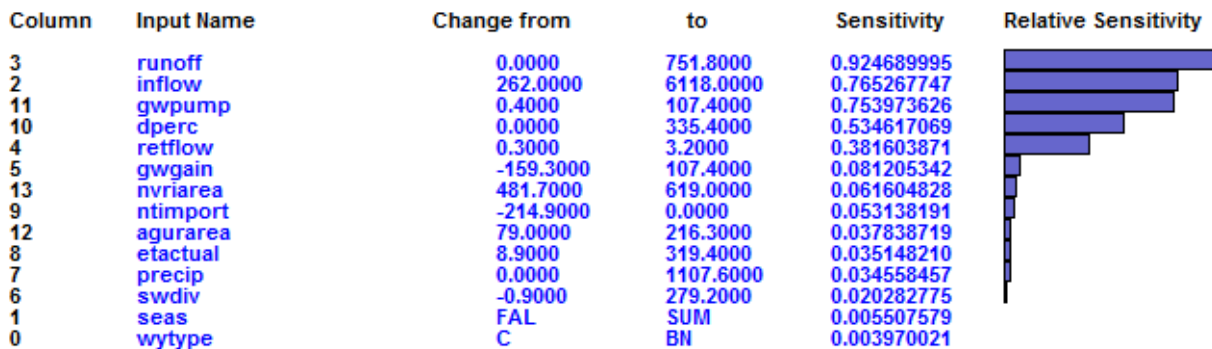 Column Input Name Change from to Sensitivity Relative Sensitivity
3 runoff 0.0000 751.8000 0.924689995
2 inflow 262.0000 6118.0000 0.765267747
11 gwpump 0.4000 107.4000 0.753973626
10 dperc 0.0000 335.4000 0.534617069
4 retflow 0.3000 3.2000 0.381603871
5 gwgain -159.3000 107.4000 0.081205342
13 nvriarea 481.7000 619.0000 0.061604828
9 ntimport -214.9000 0.0000 0.053138191
12 agurarea 79.0000 216.3000 0.037838719
8 etactual 8.9000 319.4000 0.035148210
7 precip 0.0000 1107.6000 0.034558457
6 swdiv -0.9000 279.2000 0.020282775
1 seas FAL SUM 0.005507579
0 wytype C BN 0.003970021